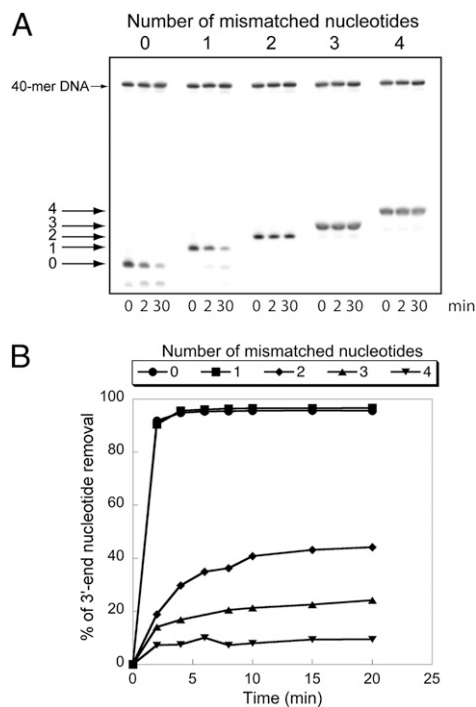 A
Number of mismatched nucleotides
0 1 2 3 4
40-mer DNA
4
3
2
1
0
0 2 30 0 2 30 0 2 30 0 2 30 0 2 30 min
B
Number of mismatched nucleotides
0 1 2 3 4
100
80
60
40
20
0
% of 3'-end nucleotide removal
0 5 10 15 20 25
Time (min)